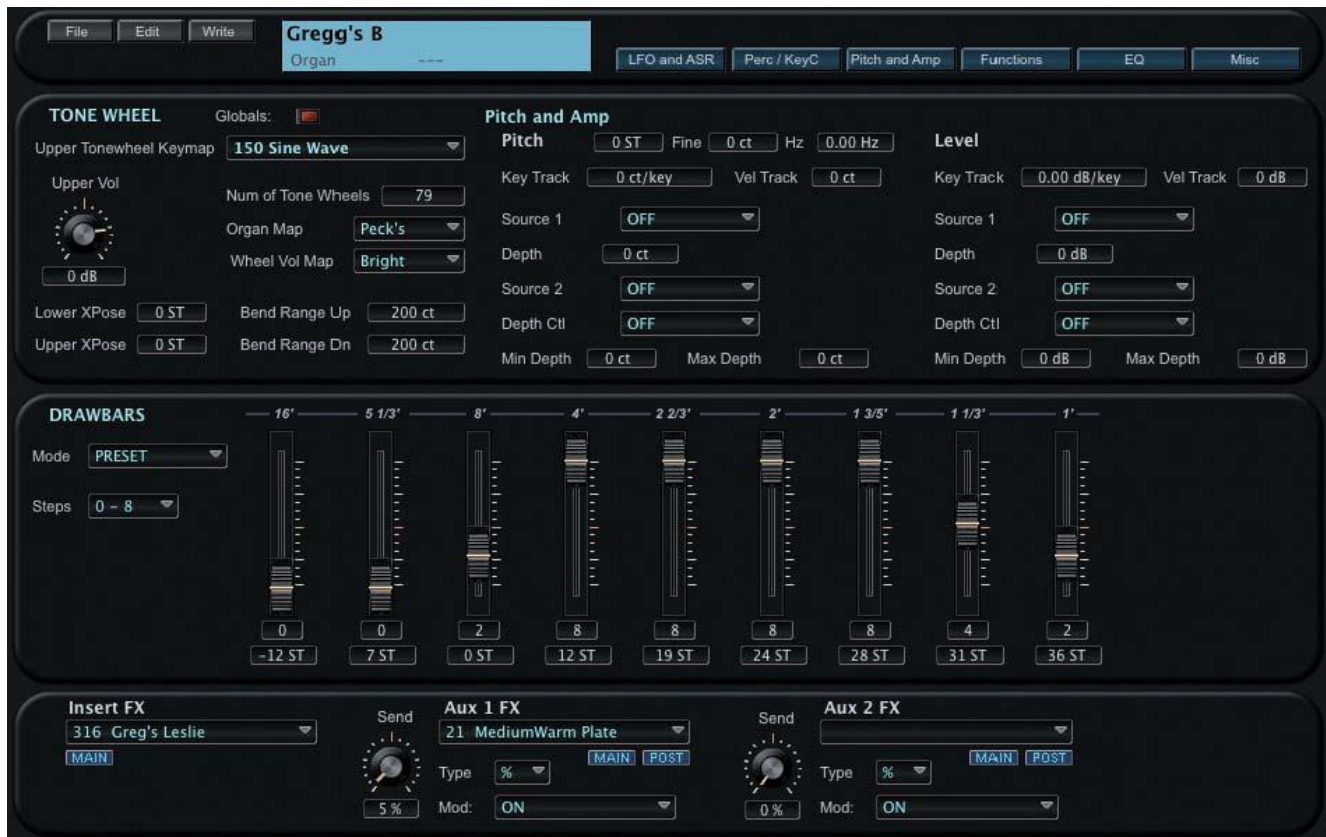 File Edit Write
Gregg's B
Organ ---
LFO and ASR Perc / KeyC Pitch and Amp Functions EQ Misc
TONE WHEEL Globals:
Upper Tonewheel Keymap 150 Sine Wave
Upper Vol
0 dB
Num of Tone Wheels 79
Organ Map Peck's
Wheel Vol Map Bright
Lower XPose 0 ST Bend Range Up 200 ct
Upper XPose 0 ST Bend Range Dn 200 ct
Pitch and Amp
Pitch 0 ST Fine 0 ct Hz 0.00 Hz
Key Track 0 ct/key Vel Track 0 ct
Source 1 OFF
Depth 0 ct
Source 2 OFF
Depth Ctl OFF
Min Depth 0 ct Max Depth 0 ct
Level
Key Track 0.00 dB/key Vel Track 0 dB
Source 1 OFF
Depth 0 dB
Source 2 OFF
Depth Ctl OFF
Min Depth 0 dB Max Depth 0 dB
DRAWBARS
16' 5 1/3' 8' 4' 2 2/3' 2' 1 3/5' 1 1/3' 1'
Mode PRESET
Steps 0 - 8
0 0 2 8 8 8 8 4 2
-12 ST 7 ST 0 ST 12 ST 19 ST 24 ST 28 ST 31 ST 36 ST
Insert FX
316 Greg's Leslie
MAIN
Send
5 %
Aux 1 FX
21 MediumWarm Plate
MAIN POST
Type %
Mod: ON
Send
0 %
Aux 2 FX
MAIN POST
Type %
Mod: ON